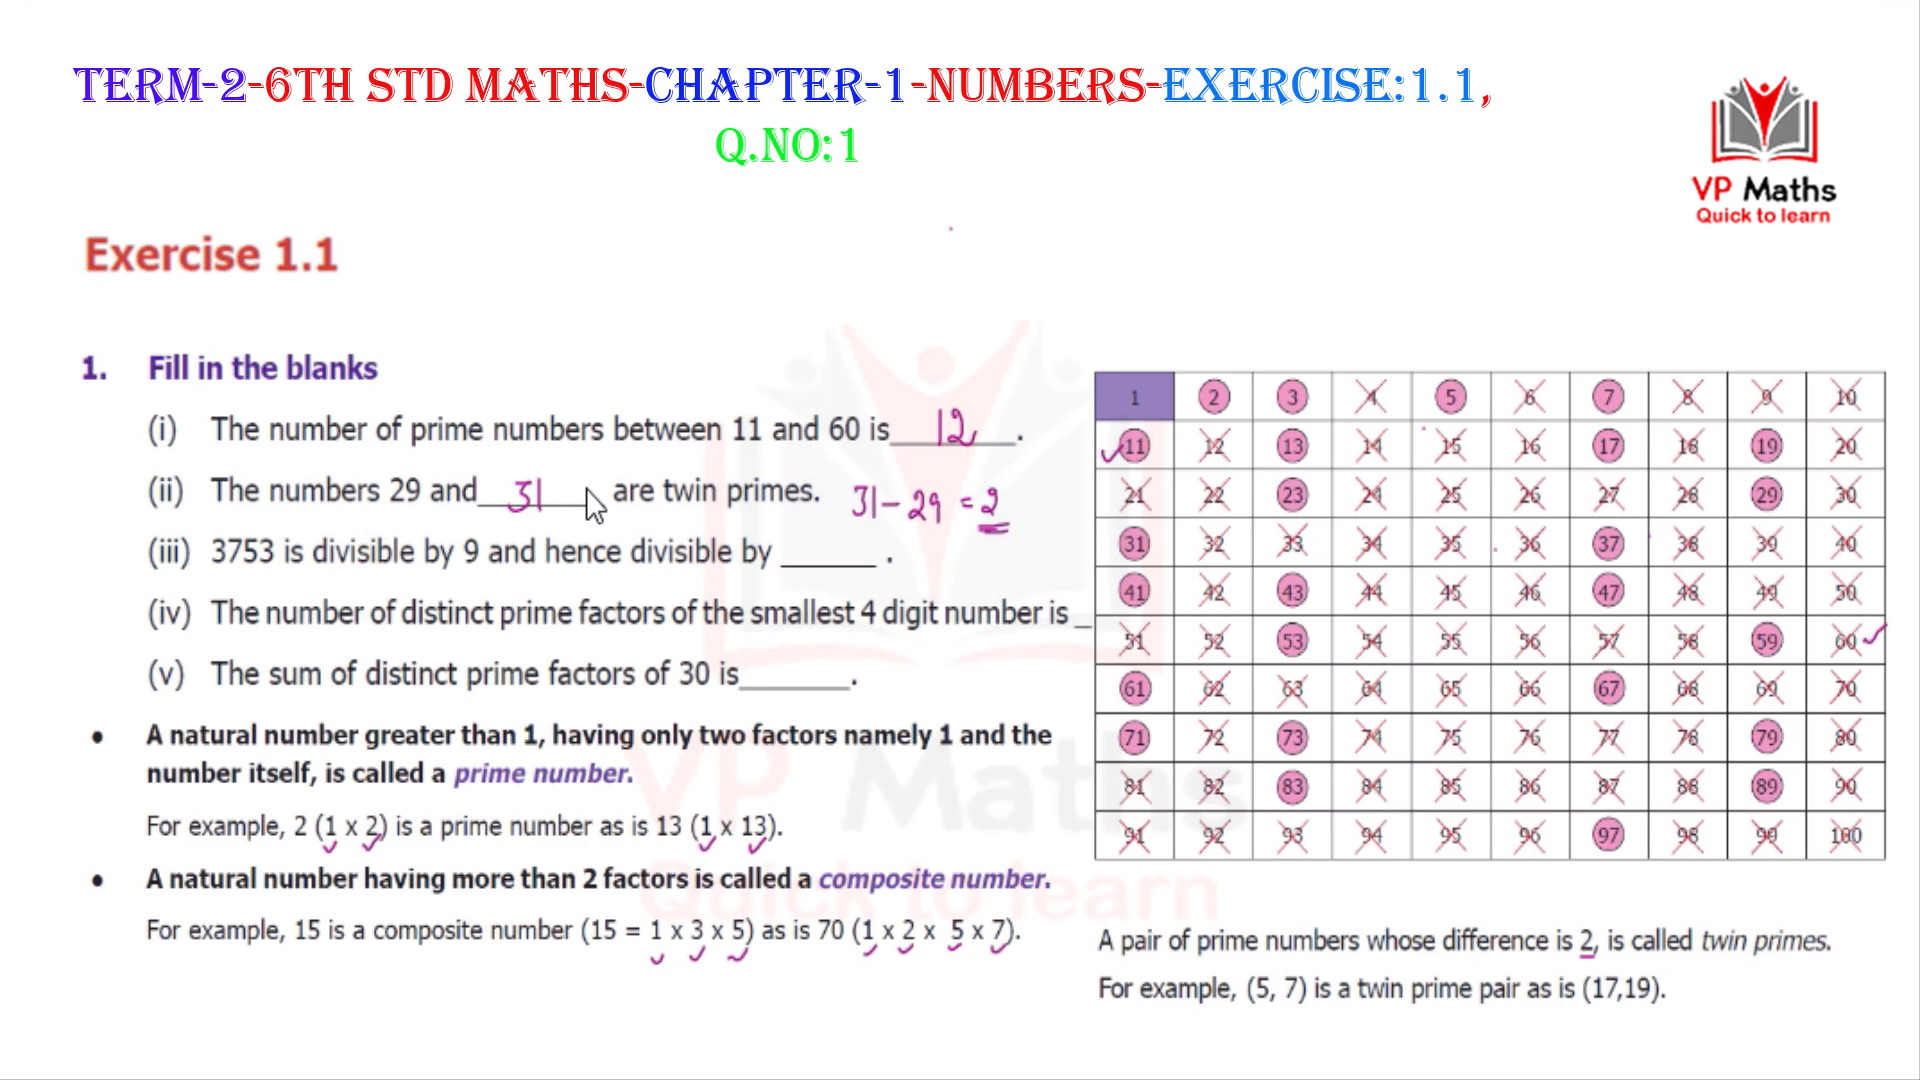 TERM-2-6TH STD MATHS-CHAPTER-1-NUMBERS-EXERCISE:1.1,
Q.NO:1
VP Maths
Quick to learn
Exercise 1.1
1. Fill in the blanks
(i) The number of prime numbers between 11 and 60 is 12 .
(ii) The numbers 29 and 31 are twin primes. 31 - 29 = 2
(iii) 3753 is divisible by 9 and hence divisible by ______ .
(iv) The number of distinct prime factors of the smallest 4 digit number is _
(v) The sum of distinct prime factors of 30 is_______.
• A natural number greater than 1, having only two factors namely 1 and the
number itself, is called a prime number.
For example, 2 (1 x 2) is a prime number as is 13 (1 x 13).
• A natural number having more than 2 factors is called a composite number.
For example, 15 is a composite number (15 = 1 x 3 x 5) as is 70 (1 x 2 x 5 x 7).
1 2 3 4 5 6 7 8 9 10
11 12 13 14 15 16 17 18 19 20
21 22 23 24 25 26 27 28 29 30
31 32 33 34 35 36 37 38 39 40
41 42 43 44 45 46 47 48 49 50
51 52 53 54 55 56 57 58 59 60
61 62 63 64 65 66 67 68 69 70
71 72 73 74 75 76 77 78 79 80
81 82 83 84 85 86 87 88 89 90
91 92 93 94 95 96 97 98 99 100
A pair of prime numbers whose difference is 2, is called twin primes.
For example, (5, 7) is a twin prime pair as is (17,19).
VP Maths
Quick to learn